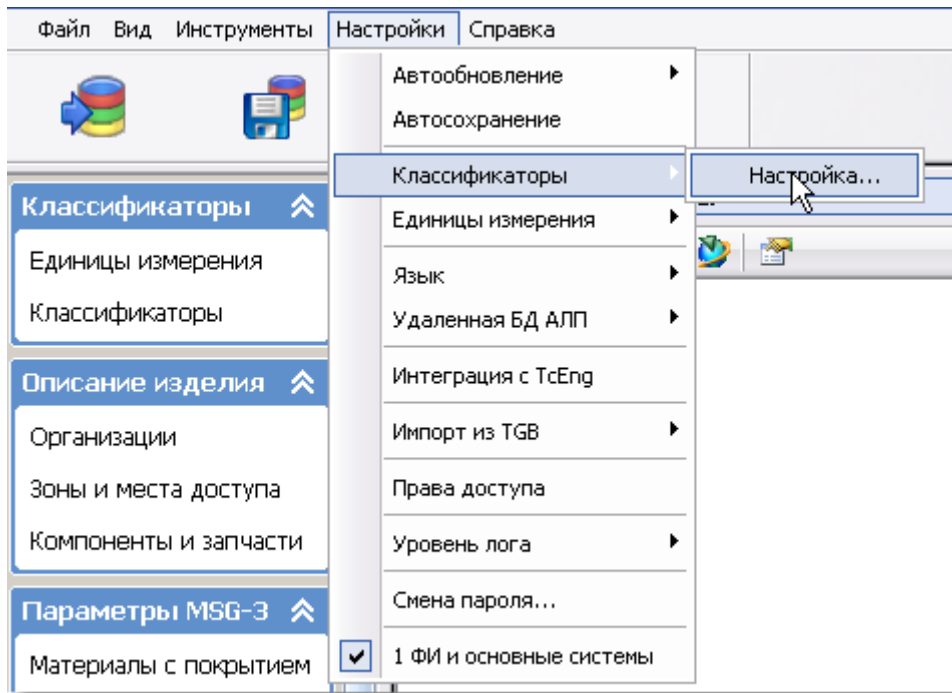 Файл Вид Инструменты Настройки Справка
Автообновление
Автосохранение
Классификаторы
Настройка...
Единицы измерения
Язык
Удаленная БД АЛП
Интеграция с TcEng
Импорт из TGB
Права доступа
Уровень лога
Смена пароля...
1 ФИ и основные системы
Классификаторы
Единицы измерения
Классификаторы
Описание изделия
Организации
Зоны и места доступа
Компоненты и запчасти
Параметры MSG-3
Материалы с покрытием